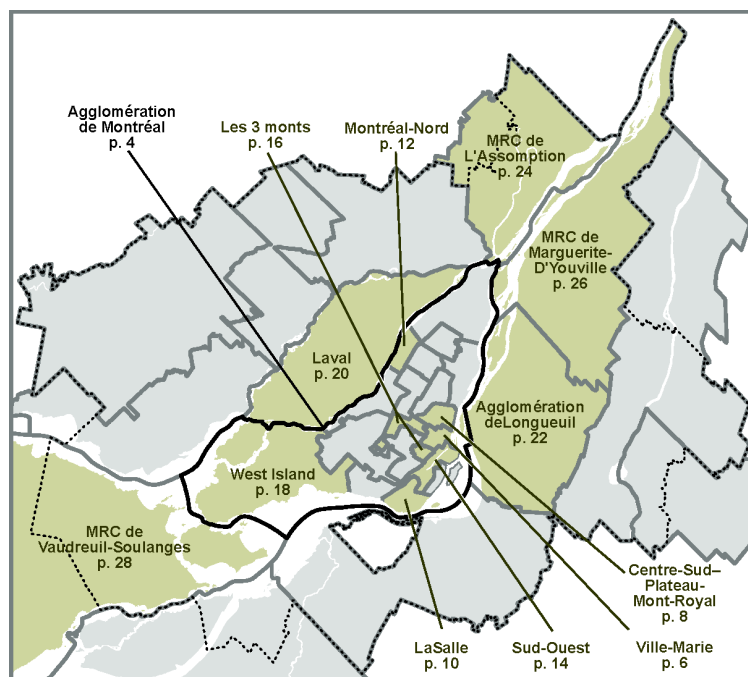 Agglomération
de Montréal
p. 4
Les 3 monts
p. 16
Montréal-Nord
p. 12
MRC de
L'Assomption
p. 24
MRC de
Marguerite-
D'Youville
p. 26
Laval
p. 20
Agglomération
deLongueuil
p. 22
West Island
p. 18
MRC de
Vaudreuil-Soulanges
p. 28
Centre-Sud–
Plateau-
Mont-Royal
p. 8
LaSalle
p. 10
Sud-Ouest
p. 14
Ville-Marie
p. 6